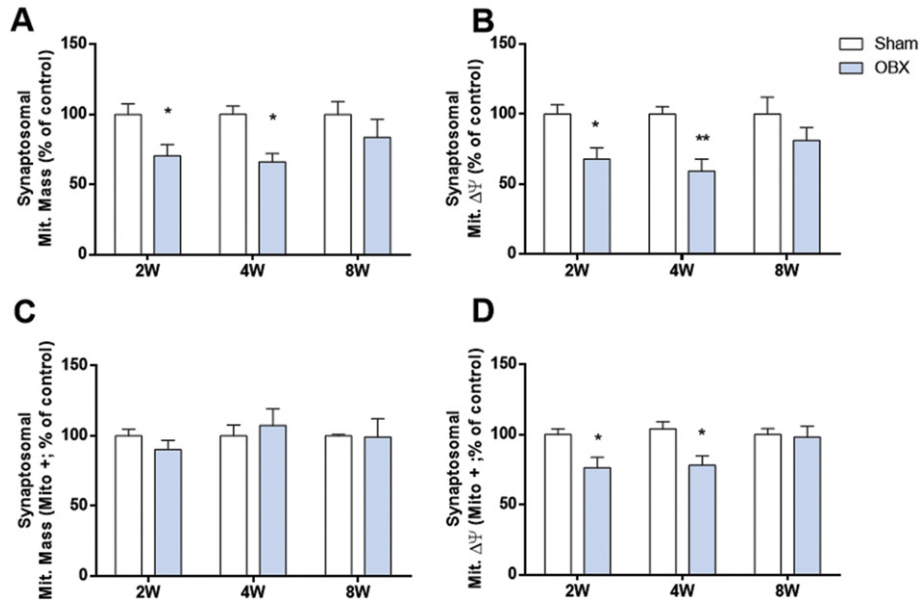 A
150
100
50
0
Synaptosomal
Mit. Mass (% of control)
*
*
2W
4W
8W
B
150
100
50
0
Synaptosomal
Mit. ΔΨ (% of control)
*
**
2W
4W
8W
Sham
OBX
C
150
100
50
0
Synaptosomal
Mit. Mass (Mito +; % of control)
2W
4W
8W
D
150
100
50
0
Synaptosomal
Mit. ΔΨ (Mito + ;% of control)
*
*
2W
4W
8W